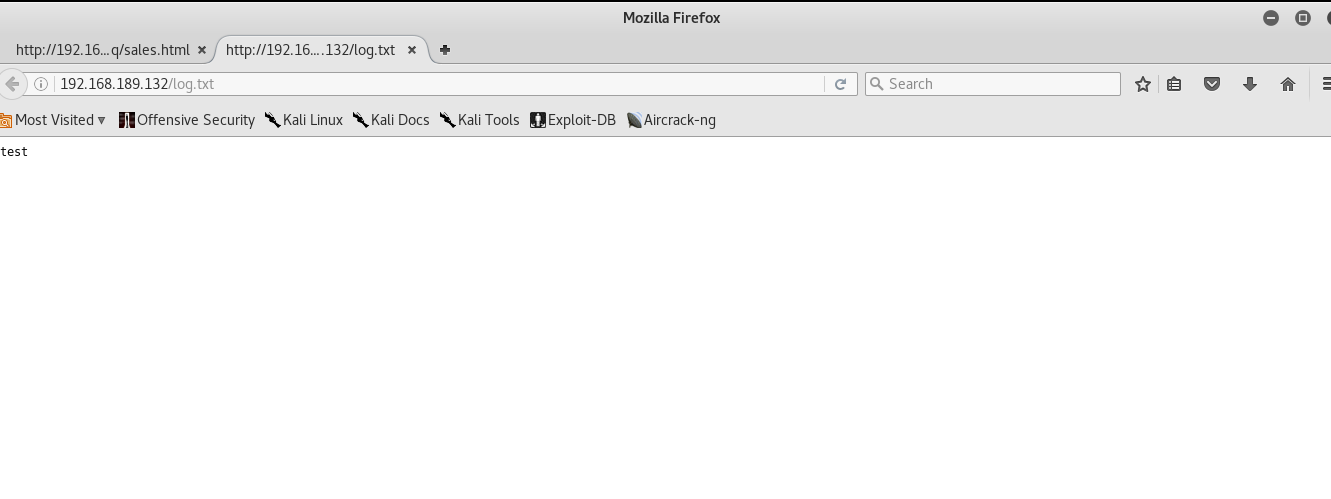 Mozilla Firefox
http://192.16...q/sales.html
http://192.16... .132/log.txt
192.168.189.132/log.txt
Search
Most Visited
Offensive Security
Kali Linux
Kali Docs
Kali Tools
Exploit-DB
Aircrack-ng
test